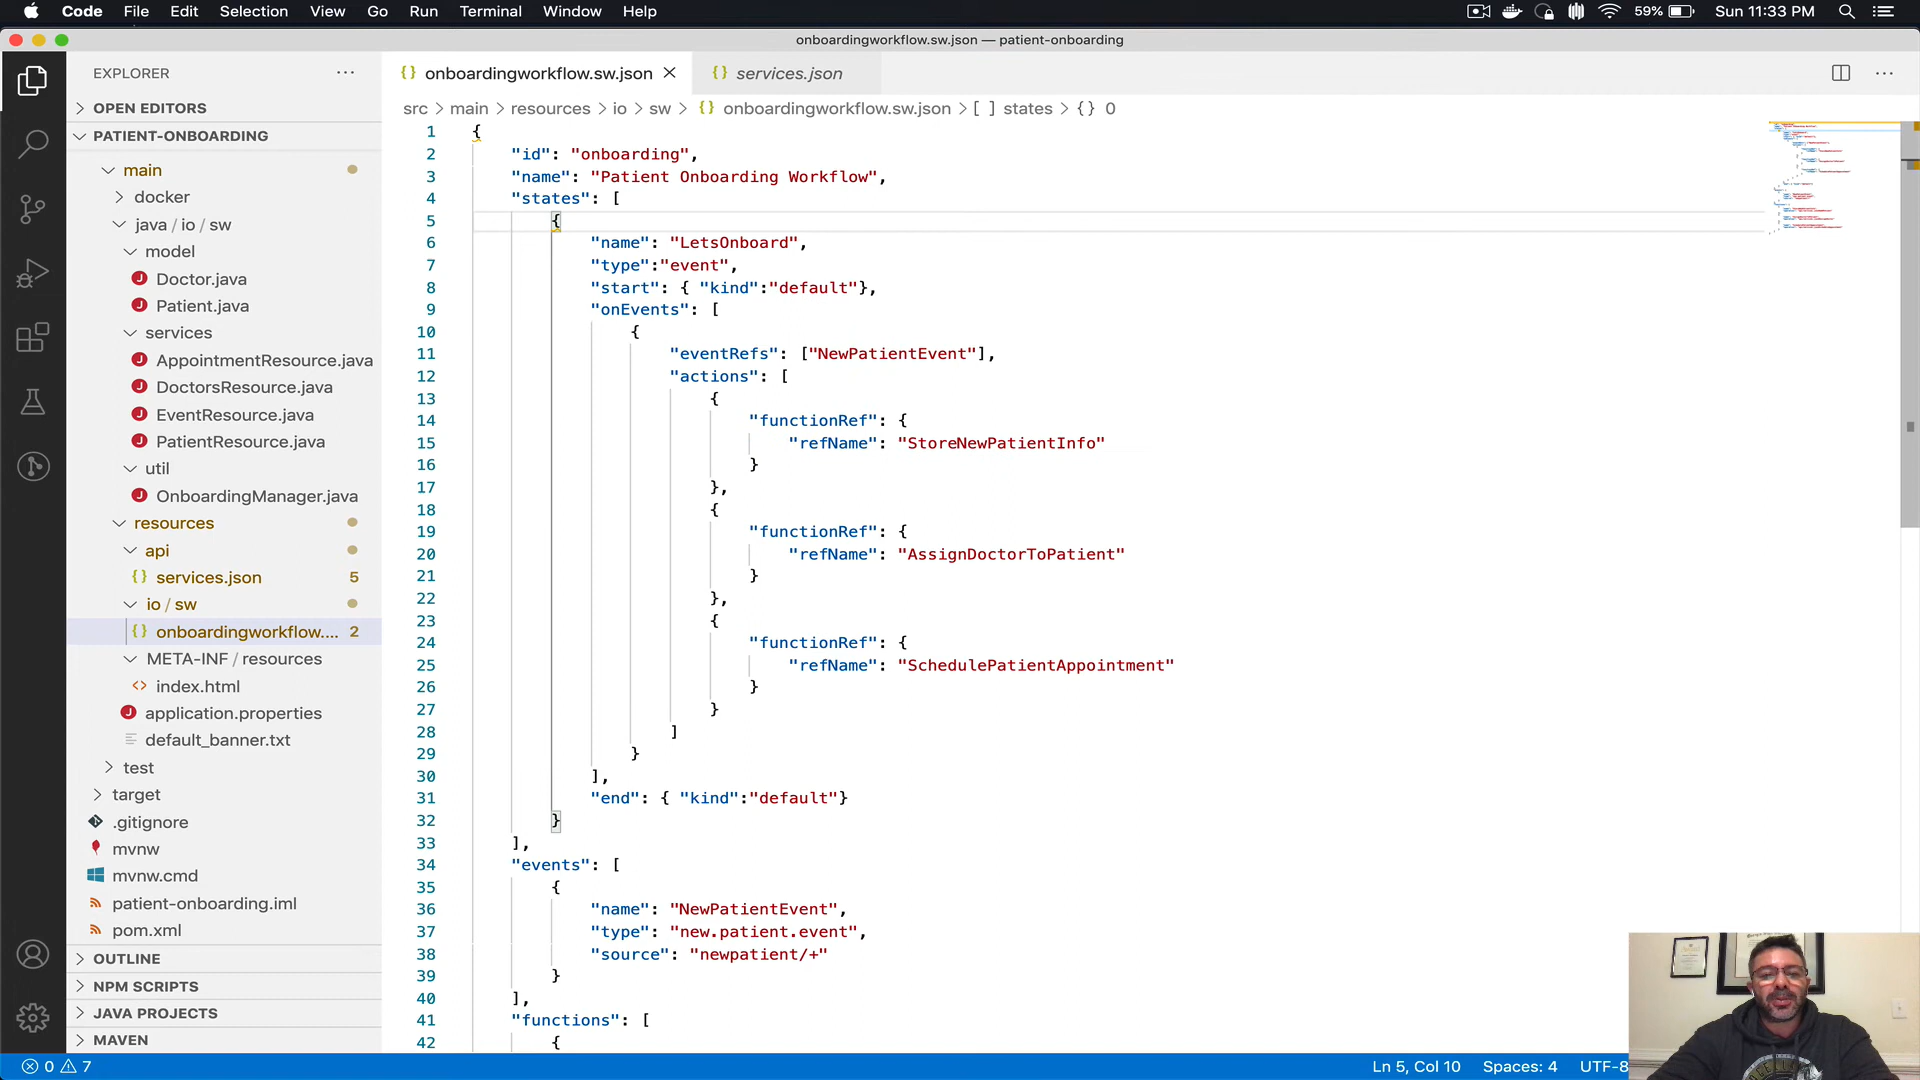 Code File Edit Selection View Go Run Terminal Window Help 59% Sun 11:33 PM
onboardingworkflow.sw.json — patient-onboarding
EXPLORER
OPEN EDITORS
PATIENT-ONBOARDING
main
docker
java / io / sw
model
Doctor.java
Patient.java
services
AppointmentResource.java
DoctorsResource.java
EventResource.java
PatientResource.java
util
OnboardingManager.java
resources
api
services.json 5
io / sw
onboardingworkflow.... 2
META-INF / resources
index.html
application.properties
default_banner.txt
test
target
.gitignore
mvnw
mvnw.cmd
patient-onboarding.iml
pom.xml
OUTLINE
NPM SCRIPTS
JAVA PROJECTS
MAVEN
onboardingworkflow.sw.json services.json
src > main > resources > io > sw > {} onboardingworkflow.sw.json > [ ] states > {} 0
1 {
2 "id": "onboarding",
3 "name": "Patient Onboarding Workflow",
4 "states": [
5 {
6 "name": "LetsOnboard",
7 "type":"event",
8 "start": { "kind":"default"},
9 "onEvents": [
10 {
11 "eventRefs": ["NewPatientEvent"],
12 "actions": [
13 {
14 "functionRef": {
15 "refName": "StoreNewPatientInfo"
16 }
17 },
18 {
19 "functionRef": {
20 "refName": "AssignDoctorToPatient"
21 }
22 },
23 {
24 "functionRef": {
25 "refName": "SchedulePatientAppointment"
26 }
27 }
28 ]
29 }
30 ],
31 "end": { "kind":"default"}
32 }
33 ],
34 "events": [
35 {
36 "name": "NewPatientEvent",
37 "type": "new.patient.event",
38 "source": "newpatient/+"
39 }
40 ],
41 "functions": [
42 {
0 7 Ln 5, Col 10 Spaces: 4 UTF-8